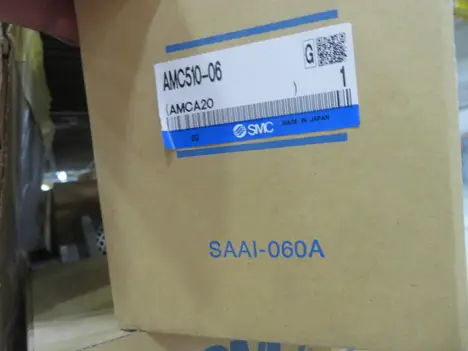 AMC510-06
G
(AMCA20 )
1
SMC MADE IN JAPAN
SAAI-060A